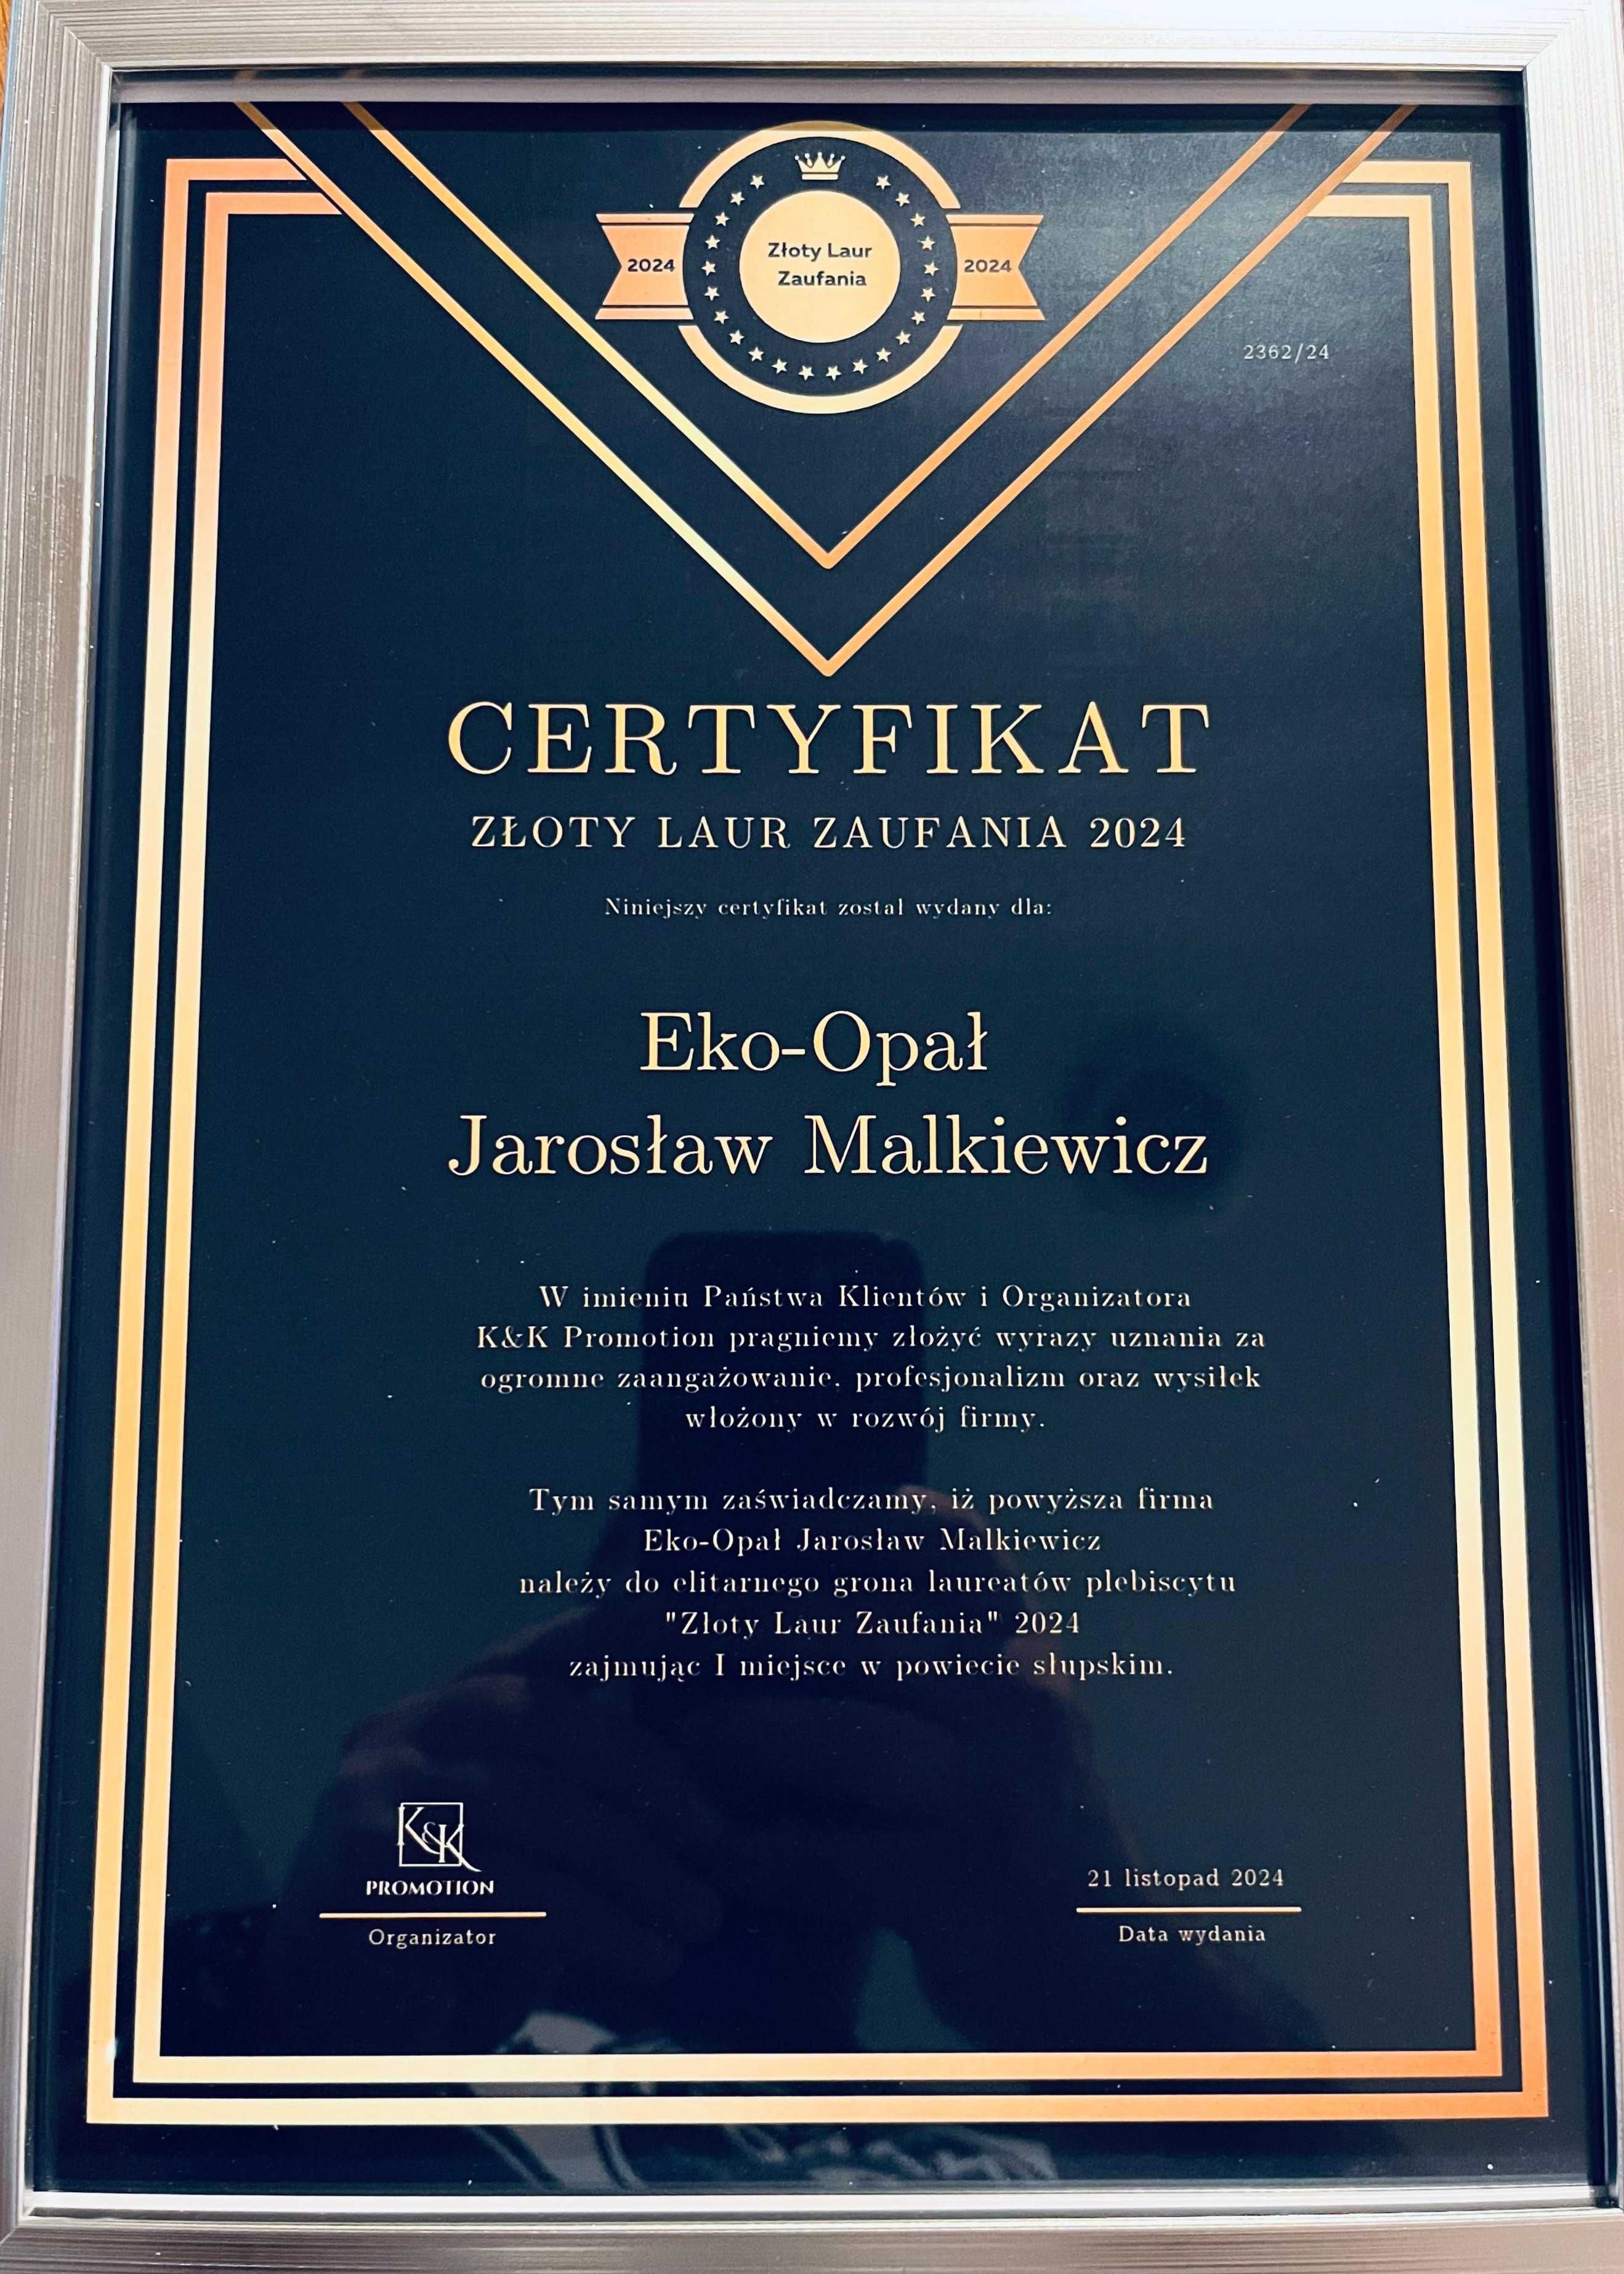 Złoty Laur
Zaufania
2024
2024
2362/24
CERTYFIKAT
ZŁOTY LAUR ZAUFANIA 2024
Niniejszy certyfikat został wydany dla:
Eko-Opał
Jarosław Malkiewicz
W imieniu Państwa Klientów i Organizatora
K&K Promotion pragniemy złożyć wyrazy uznania za
ogromne zaangażowanie, profesjonalizm oraz wysiłek
włożony w rozwój firmy.
Tym samym zaświadczamy, iż powyższa firma
Eko-Opał Jarosław Malkiewicz
należy do elitarnego grona laureatów plebiscytu
"Złoty Laur Zaufania" 2024
zajmując I miejsce w powiecie słupskim.
K&K
PROMOTION
Organizator
21 listopad 2024
Data wydania